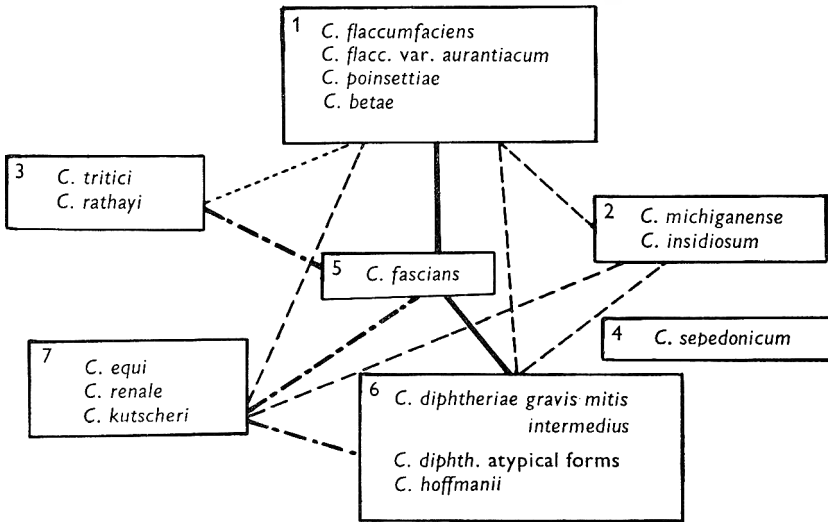 1
C. flaccumfaciens
C. flacc. var. aurantiacum
C. poinsettiae
C. betae
3
C. tritici
C. rathayi
2
C. michiganense
C. insidiosum
5 C. fascians
4 C. sepedonicum
7
C. equi
C. renale
C. kutscheri
6
C. diphtheriae gravis mitis
intermedius
C. diphth. atypical forms
C. hoffmanii